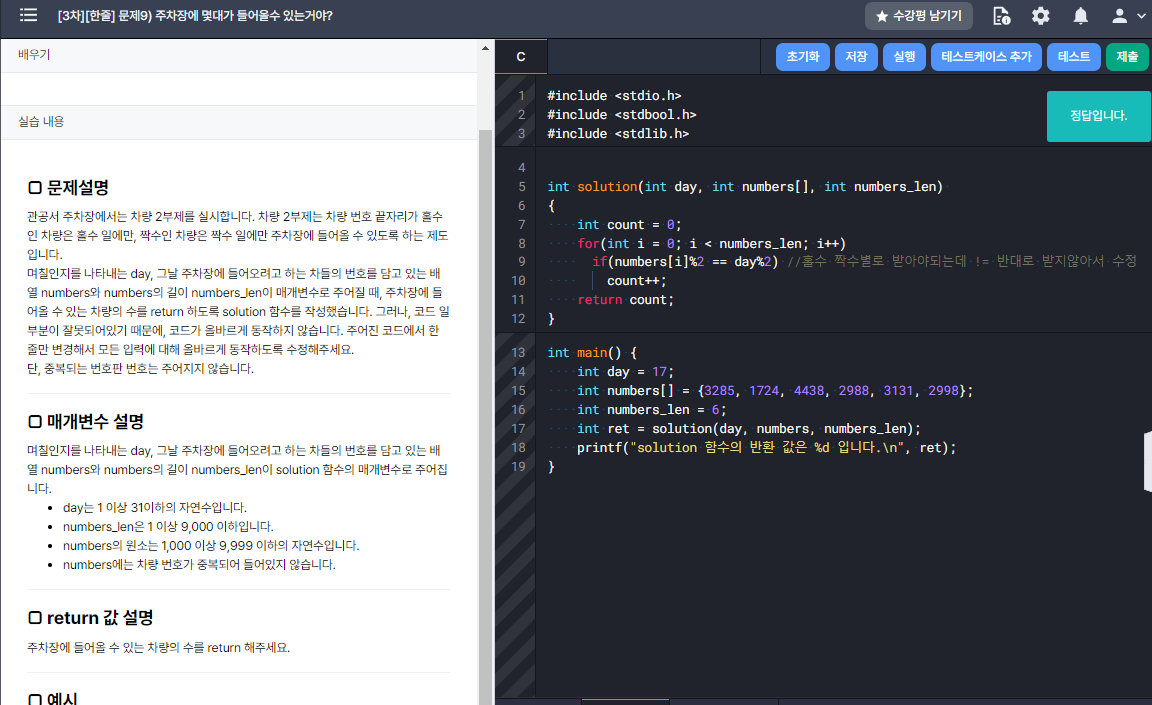 [3차][한줄] 문제9) 주차장에 몇대가 들어올수 있는거야?
★ 수강평 남기기
배우기
실습 내용
문제설명
관공서 주차장에서는 차량 2부제를 실시합니다. 차량 2부제는 차량 번호 끝자리가 홀수
인 차량은 홀수 일에만, 짝수인 차량은 짝수 일에만 주차장에 들어올 수 있도록 하는 제도
입니다.
며칠인지를 나타내는 day, 그날 주차장에 들어오려고 하는 차들의 번호를 담고 있는 배
열 numbers와 numbers의 길이 numbers_len이 매개변수로 주어질 때, 주차장에 들
어올 수 있는 차량의 수를 return 하도록 solution 함수를 작성했습니다. 그러나, 코드 일
부분이 잘못되어있기 때문에, 코드가 올바르게 동작하지 않습니다. 주어진 코드에서 한
줄만 변경해서 모든 입력에 대해 올바르게 동작하도록 수정해주세요.
단, 중복되는 번호판 번호는 주어지지 않습니다.
매개변수 설명
며칠인지를 나타내는 day, 그날 주차장에 들어오려고 하는 차들의 번호를 담고 있는 배
열 numbers와 numbers의 길이 numbers_len이 solution 함수의 매개변수로 주어집
니다.
• day는 1 이상 31이하의 자연수입니다.
• numbers_len은 1 이상 9,000 이하입니다.
• numbers의 원소는 1,000 이상 9,999 이하의 자연수입니다.
• numbers에는 차량 번호가 중복되어 들어있지 않습니다.
return 값 설명
주차장에 들어올 수 있는 차량의 수를 return 해주세요.
예시
C
초기화 저장 실행 테스트케이스 추가 테스트 제출
정답입니다.
1 #include <stdio.h>
2 #include <stdbool.h>
3 #include <stdlib.h>
4
5 int solution(int day, int numbers[], int numbers_len)
6 {
7 int count = 0;
8 for(int i = 0; i < numbers_len; i++)
9 if(numbers[i]%2 == day%2) //홀수 짝수별로 받아야되는데 != 반대로 받지않아서 수정
10 count++;
11 return count;
12 }
13 int main() {
14 int day = 17;
15 int numbers[] = {3285, 1724, 4438, 2988, 3131, 2998};
16 int numbers_len = 6;
17 int ret = solution(day, numbers, numbers_len);
18 printf("solution 함수의 반환 값은 %d 입니다.\n", ret);
19 }